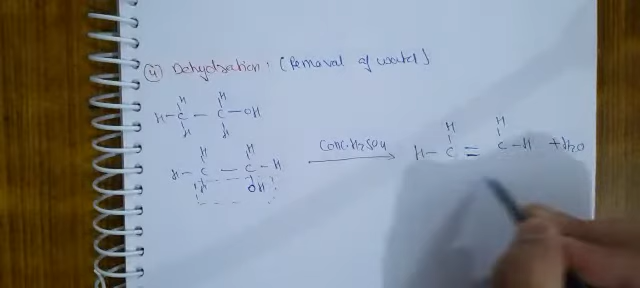 ④ Dehydration : (Removal of water)
H H
H-C-C-OH
H H
H H
H-C-C-H
H OH
Conc. H2SO4
H H
H-C=C-H +H2O